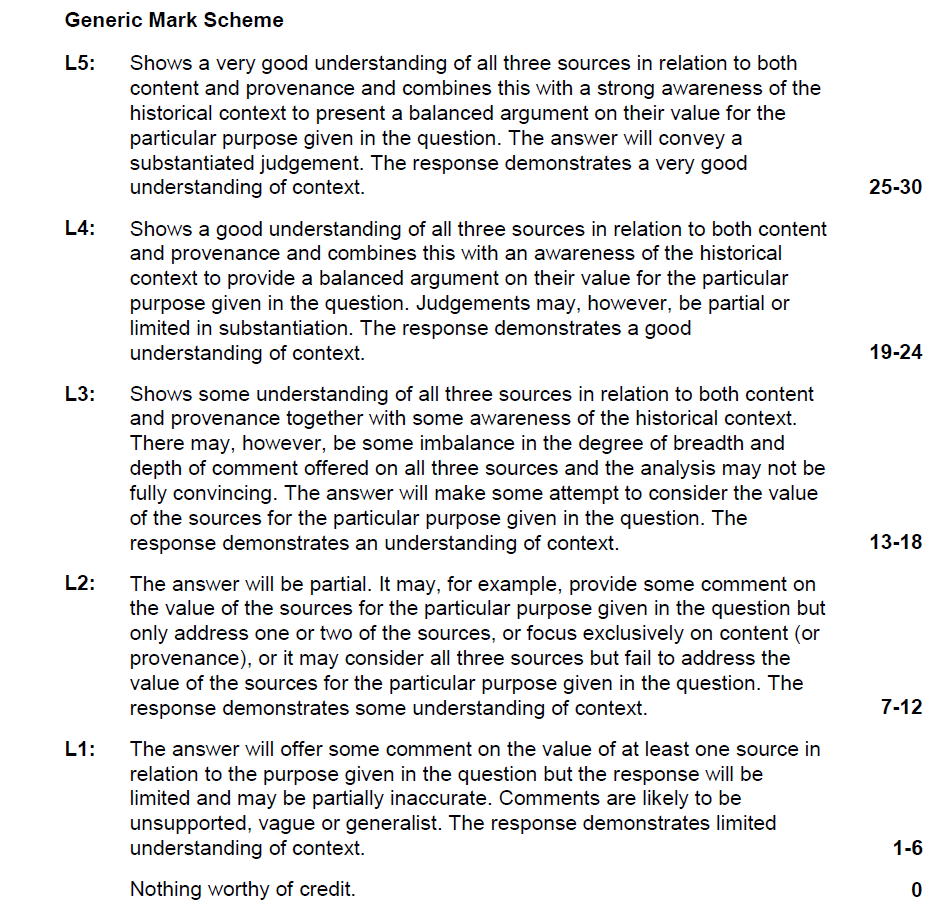 Generic Mark Scheme
L5: Shows a very good understanding of all three sources in relation to both
content and provenance and combines this with a strong awareness of the
historical context to present a balanced argument on their value for the
particular purpose given in the question. The answer will convey a
substantiated judgement. The response demonstrates a very good
understanding of context. 25-30
L4: Shows a good understanding of all three sources in relation to both content
and provenance and combines this with an awareness of the historical
context to provide a balanced argument on their value for the particular
purpose given in the question. Judgements may, however, be partial or
limited in substantiation. The response demonstrates a good
understanding of context. 19-24
L3: Shows some understanding of all three sources in relation to both content
and provenance together with some awareness of the historical context.
There may, however, be some imbalance in the degree of breadth and
depth of comment offered on all three sources and the analysis may not be
fully convincing. The answer will make some attempt to consider the value
of the sources for the particular purpose given in the question. The
response demonstrates an understanding of context. 13-18
L2: The answer will be partial. It may, for example, provide some comment on
the value of the sources for the particular purpose given in the question but
only address one or two of the sources, or focus exclusively on content (or
provenance), or it may consider all three sources but fail to address the
value of the sources for the particular purpose given in the question. The
response demonstrates some understanding of context. 7-12
L1: The answer will offer some comment on the value of at least one source in
relation to the purpose given in the question but the response will be
limited and may be partially inaccurate. Comments are likely to be
unsupported, vague or generalist. The response demonstrates limited
understanding of context. 1-6
Nothing worthy of credit. 0